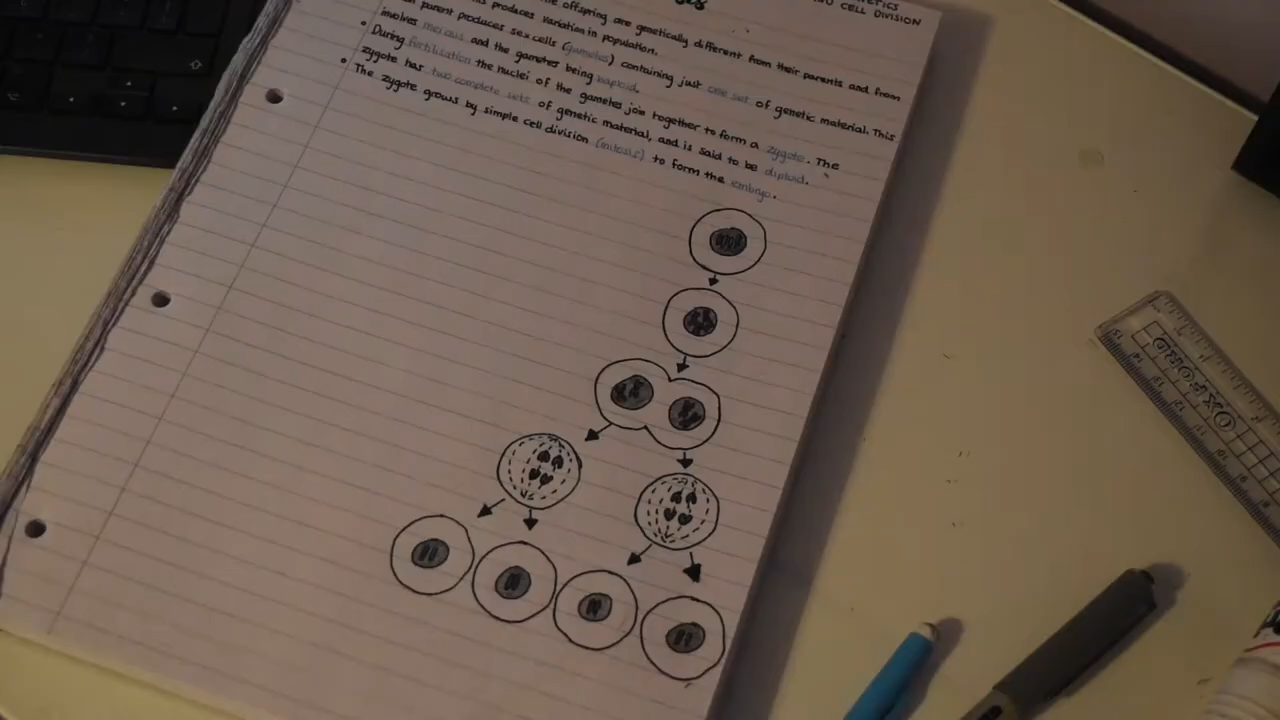 GENETICS
AND CELL DIVISION
the offspring are genetically different from their parents and from
produces variation in population.
parent produces sex cells (gametes) containing just one set of genetic material. This
involves meiosis and the gametes being haploid.
• During fertilisation the nuclei of the gametes join together to form a zygote. The
zygote has two complete sets of genetic material, and is said to be diploid.
• The zygote grows by simple cell division (mitosis) to form the embryo.
OXFORD